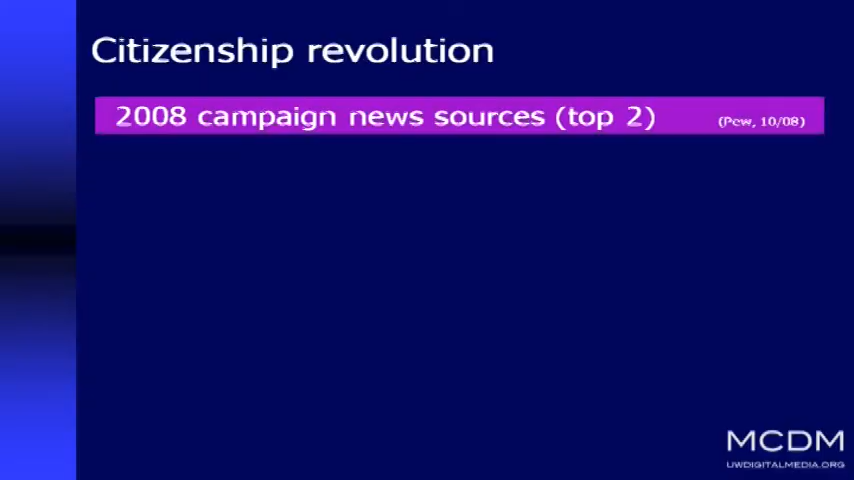 Citizenship revolution
2008 campaign news sources (top 2) (Pew, 10/08)
MCDM
UWDIGITALMEDIA.ORG